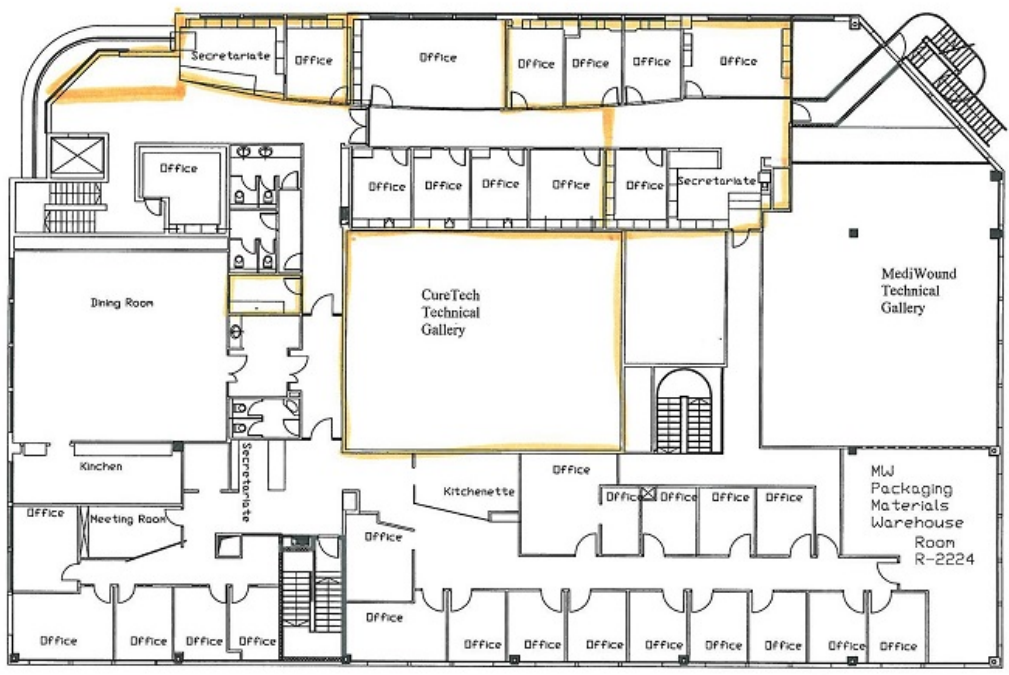 Secretariate
Office
Office
Office
Office
Office
Office
Office
Office
Office
Office
Office
Office
Secretariate
Dining Room
CureTech
Technical
Gallery
MediWound
Technical
Gallery
Kinchen
Secretariate
Kitchenette
Office
MW
Packaging
Materials
Warehouse
Room
R-2224
Office
Office
Office
Office
Office
Meeting Room
Office
Office
Office
Office
Office
Office
Office
Office
Office
Office
Office
Office
Office
Office